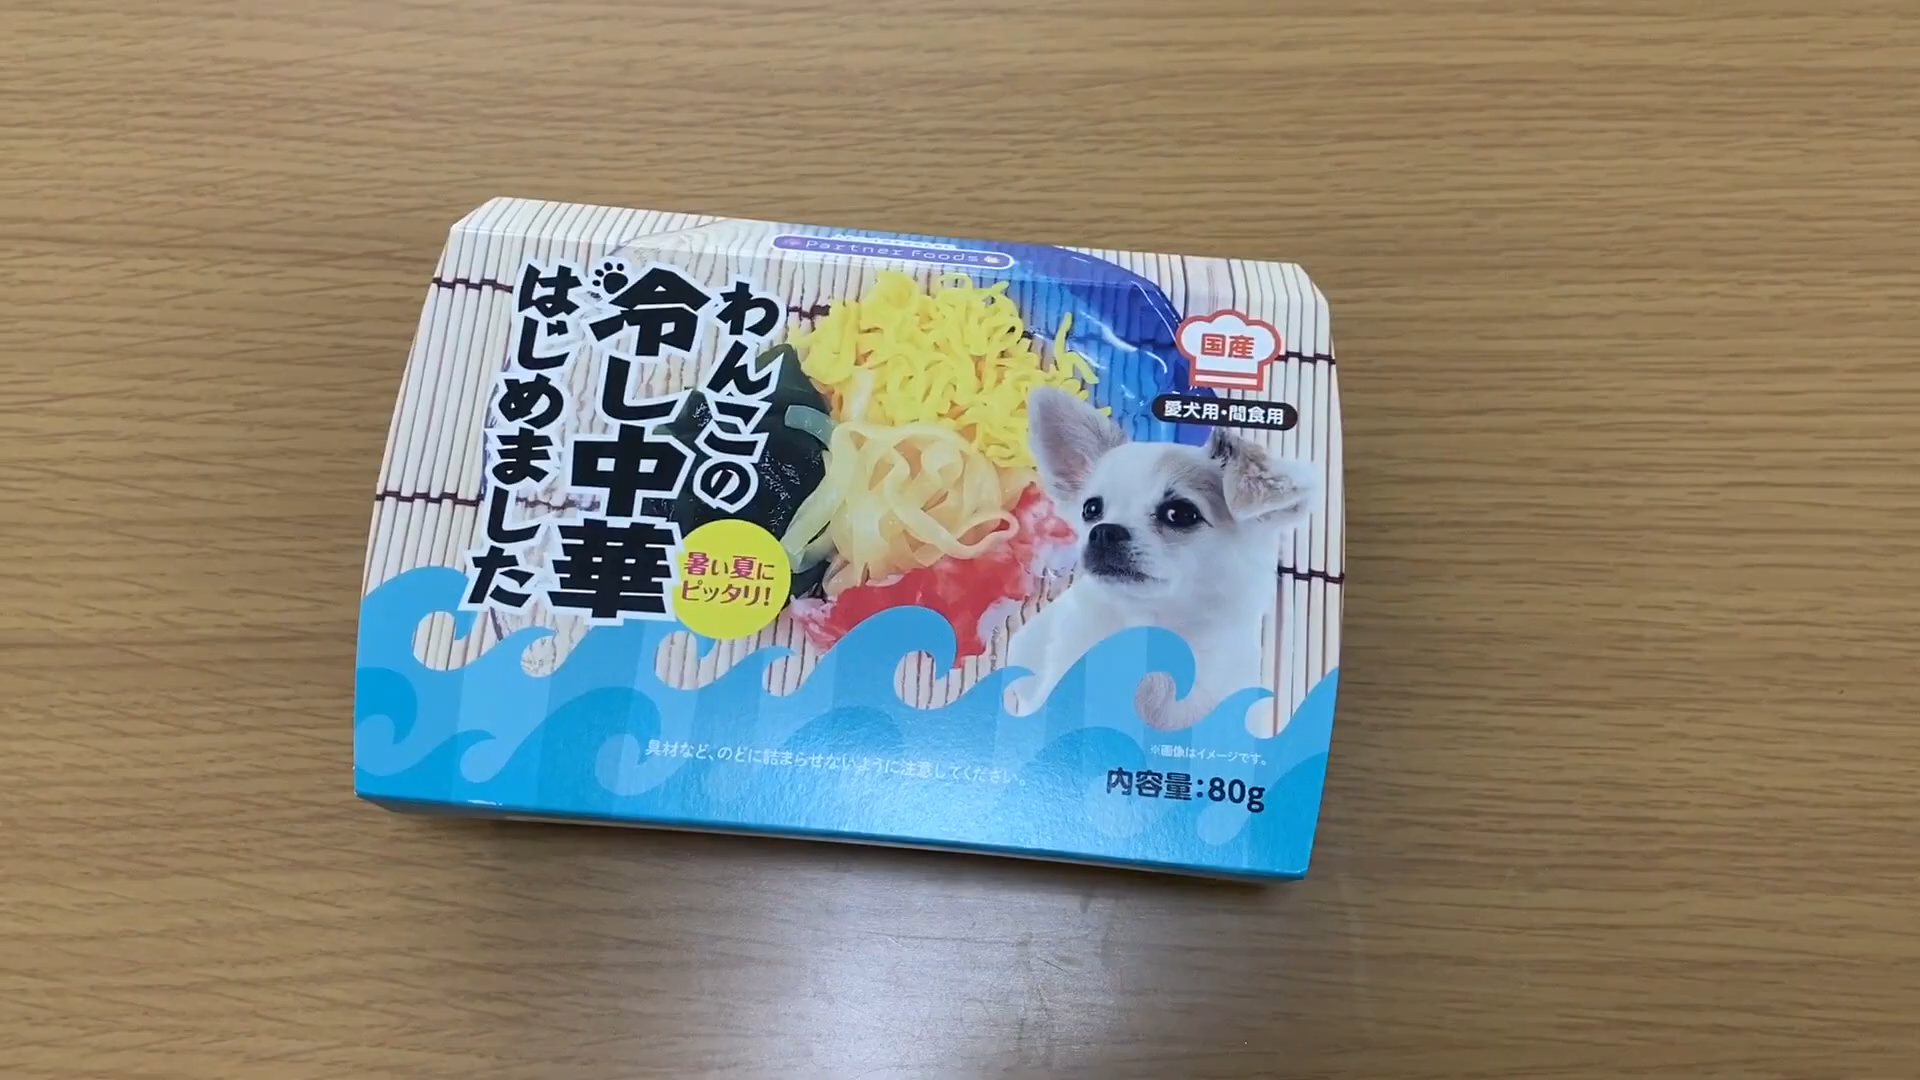 Partner Foods
わんこの
冷し中華
はじめました
暑い夏に
ピッタリ!
国産
愛犬用・間食用
具材など、のどに詰まらせないように注意してください。
※画像はイメージです。
内容量:80g